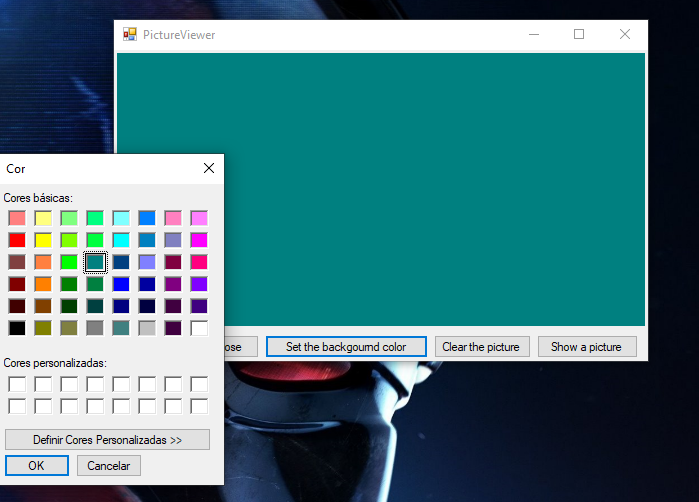 PictureViewer
Cor
Cores básicas:
ose
Set the backgournd color
Clear the picture
Show a picture
Cores personalizadas:
Definir Cores Personalizadas >>
OK
Cancelar